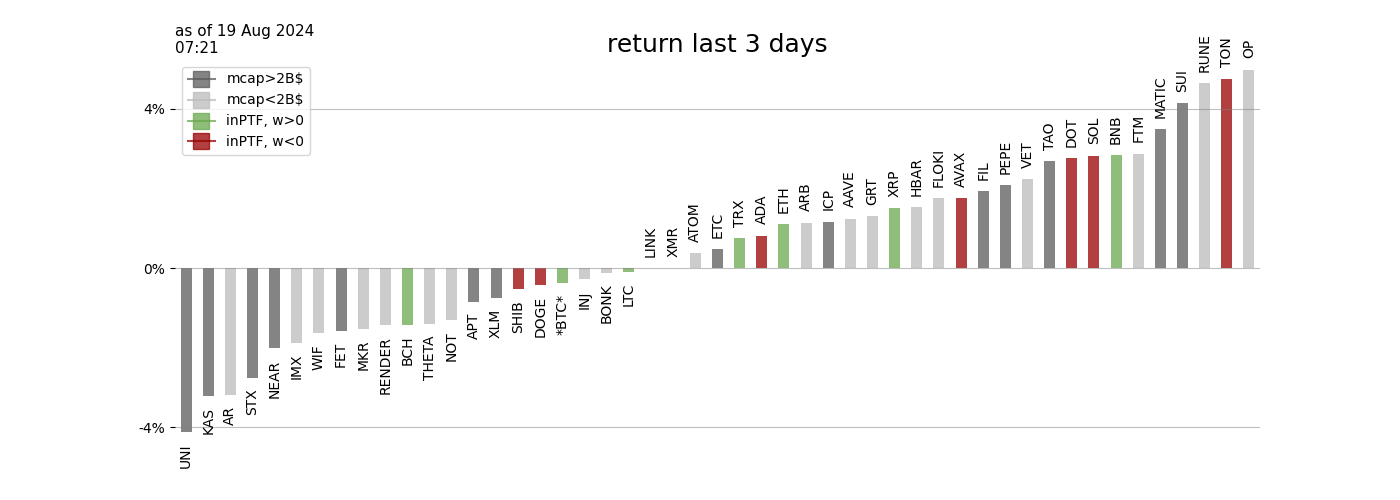 as of 19 Aug 2024
07:21
return last 3 days
mcap>2B$
mcap<2B$
inPTF, w>0
inPTF, w<0
4%
0%
-4%
UNI
KAS
AR
STX
NEAR
IMX
WIF
FET
MKR
RENDER
BCH
THETA
NOT
APT
XLM
SHIB
DOGE
*BTC*
INJ
BONK
LTC
LINK
XMR
ATOM
ETC
TRX
ADA
ETH
ARB
ICP
AAVE
GRT
XRP
HBAR
FLOKI
AVAX
FIL
PEPE
VET
TAO
DOT
SOL
BNB
FTM
MATIC
SUI
RUNE
TON
OP